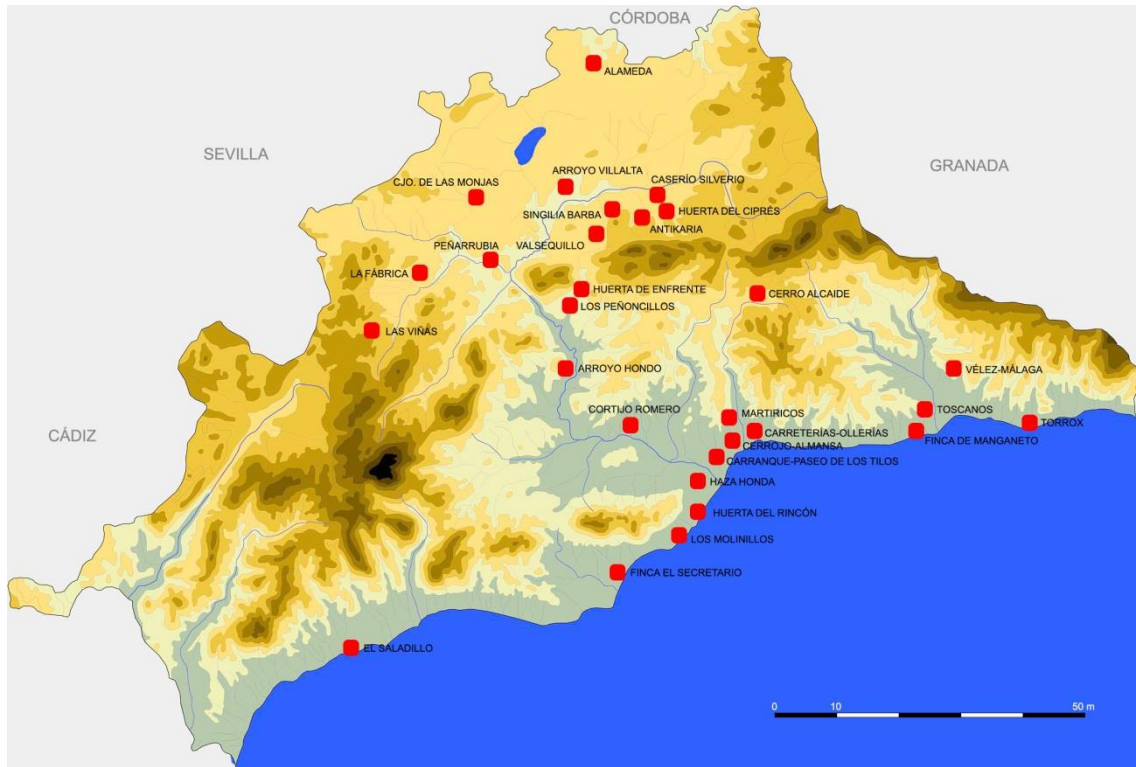 CÓRDOBA
ALAMEDA
SEVILLA
GRANADA
ARROYO VILLALTA
CJO. DE LAS MONJAS
CASERÍO SILVERIO
SINGILIA BARBA
HUERTA DEL CIPRÉS
ANTIKARIA
PEÑARRUBIA
VALSEQUILLO
LA FÁBRICA
HUERTA DE ENFRENTE
CERRO ALCAIDE
LOS PEÑONCILLOS
LAS VIÑAS
ARROYO HONDO
VÉLEZ-MÁLAGA
CORTIJO ROMERO
MARTIRICOS
TOSCANOS
TORROX
CÁDIZ
CARRETERÍAS-OLLERÍAS
FINCA DE MANGANETO
CERROJO-ALMANSA
CARRANQUE-PASEO DE LOS TILOS
HAZA HONDA
HUERTA DEL RINCÓN
LOS MOLINILLOS
FINCA EL SECRETARIO
EL SALADILLO
0 10 50 m